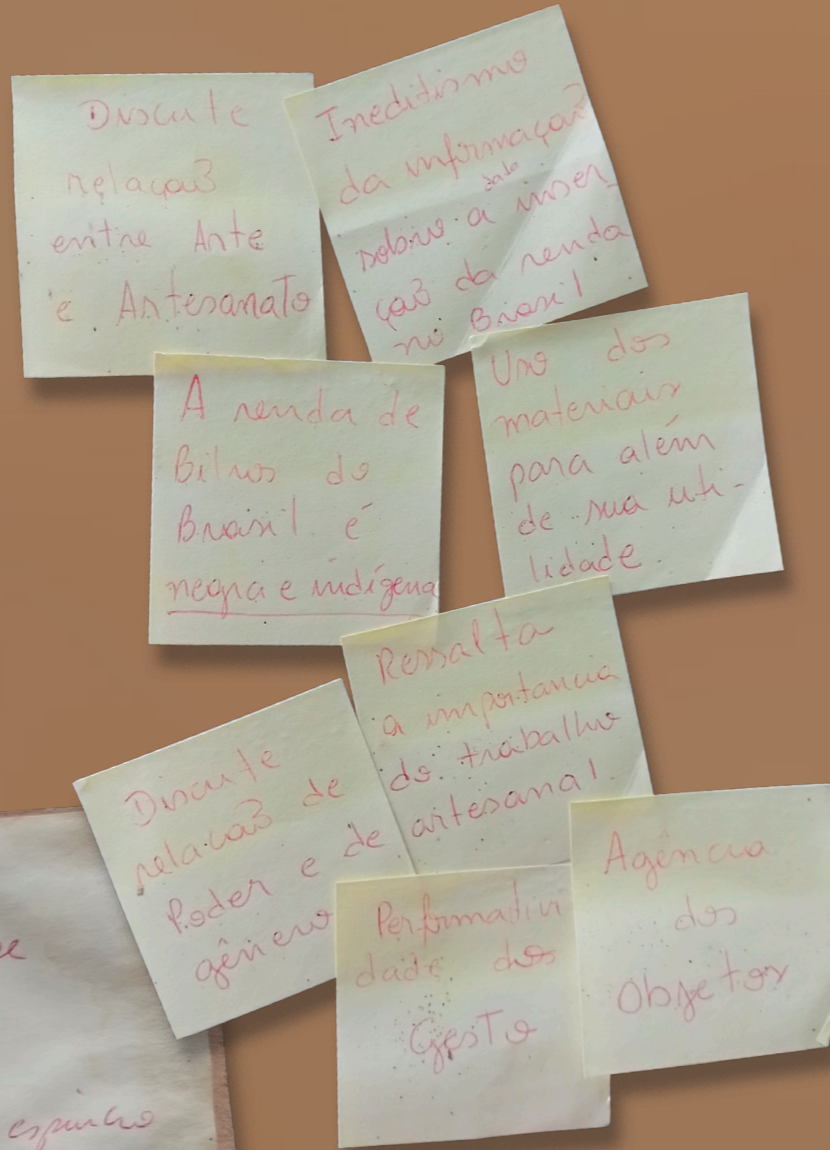 Discute
relação
entre Arte
e Artesanato
Ineditismo
da informação
dado
sobre a inser
ção da renda
no Brasil
A renda de
Bilros do
Brasil é
negra e indígena
Uso dos
materiais
para além
de sua uti-
lidade.
Ressalta
a importancia
do trabalho
artesanal.
Discute
relação de
Poder e de
gênero
Performativi
dade dos
Gesto
Agência
dos
Objetos